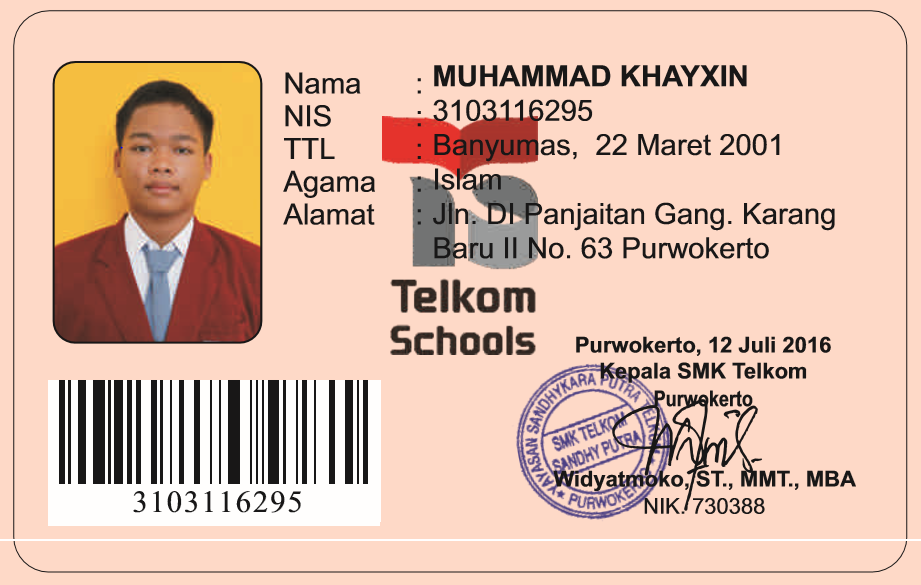 Nama : MUHAMMAD KHAYXIN
NIS : 3103116295
TTL : Banyumas, 22 Maret 2001
Agama : Islam
Alamat : Jln. DI Panjaitan Gang. Karang
Baru II No. 63 Purwokerto
Telkom
Schools
Purwokerto, 12 Juli 2016
Kepala SMK Telkom
Purwokerto
YAYASAN SANDHYKARA PUTRA
SMK TELKOM
SANDHY PUTRA
PURWOKERTO
Widyatmoko, ST., MMT., MBA
NIK. 730388
3103116295